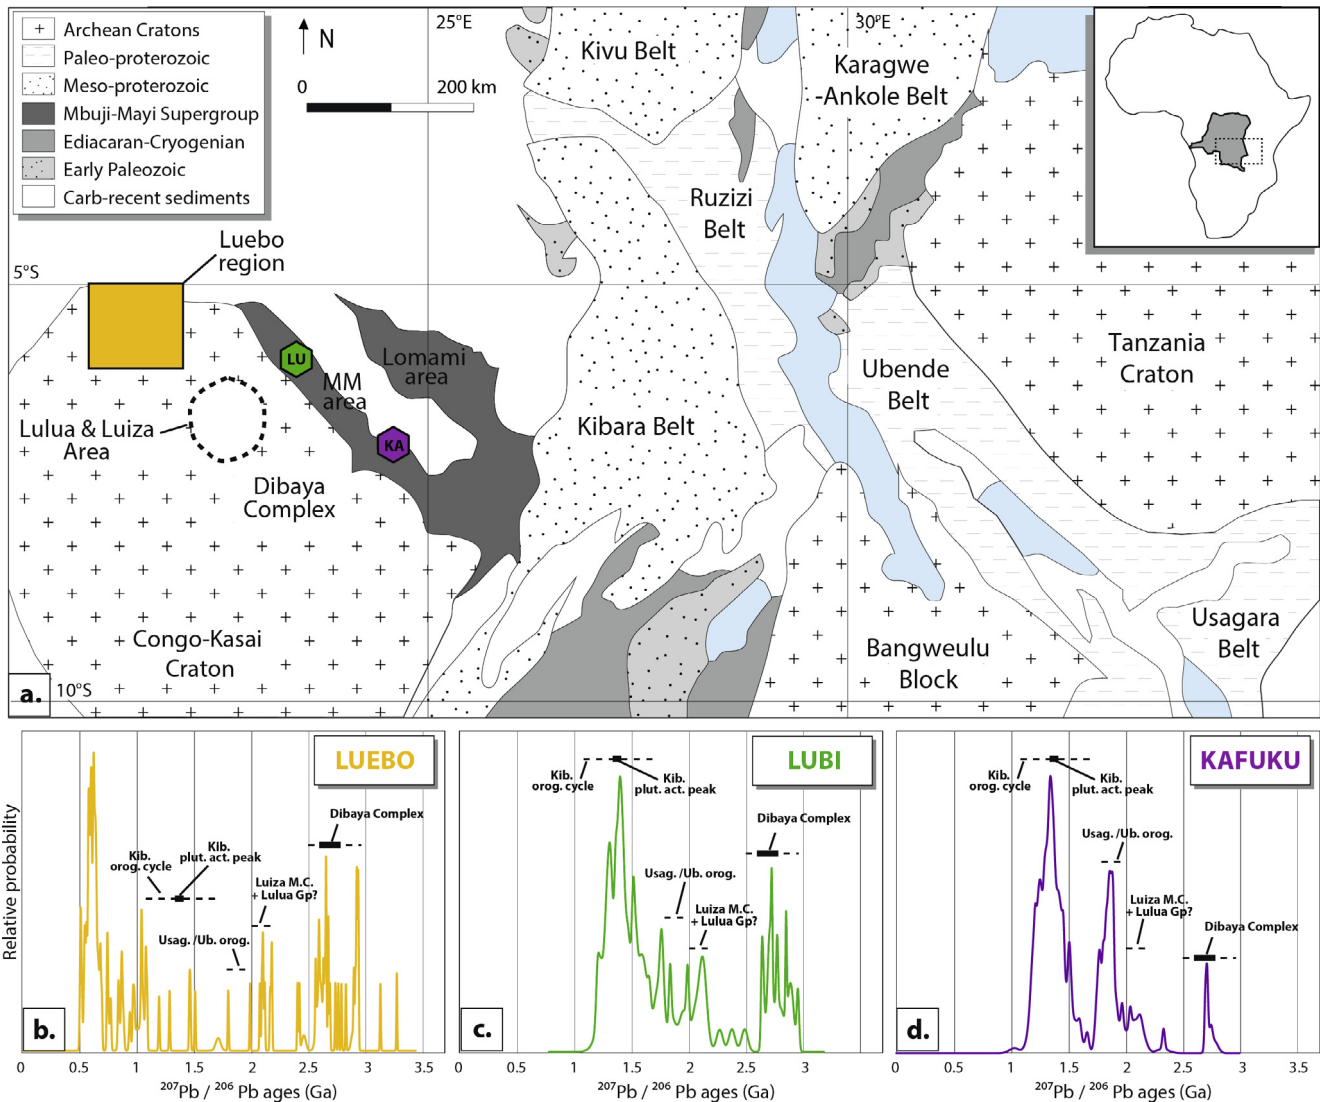 Archean Cratons
Paleo-proterozoic
Meso-proterozoic
Mbuji-Mayi Supergroup
Ediacaran-Cryogenian
Early Paleozoic
Carb-recent sediments
N
0
200 km
25°E
30°E
5°S
10°S
Kivu Belt
Karagwe
-Ankole Belt
Ruzizi
Belt
Luebo
region
LU
MM
area
Lomami
area
KA
Lulua & Luiza
Area
Dibaya
Complex
Kibara Belt
Ubende
Belt
Tanzania
Craton
Congo-Kasai
Craton
Bangweulu
Block
Usagara
Belt
a.
LUEBO
Relative probability
Kib.
orog. cycle
Kib.
plut. act. peak
Dibaya Complex
Luiza M.C.
+ Lulua Gp?
Usag. /Ub. orog.
b.
0 0.5 1 1.5 2 2.5 3 3.5
207Pb / 206 Pb ages (Ga)
LUBI
Kib.
orog. cycle
Kib.
plut. act. peak
Dibaya Complex
Usag. /Ub. orog.
Luiza M.C.
+ Lulua Gp?
c.
0 0.5 1 1.5 2 2.5 3
207Pb / 206 Pb ages (Ga)
KAFUKU
Kib.
orog. cycle
Kib.
plut. act. peak
Usag. /Ub. orog.
Luiza M.C.
+ Lulua Gp?
Dibaya Complex
d.
0 0.5 1 1.5 2 2.5 3 3.5
207Pb / 206 Pb ages (Ga)